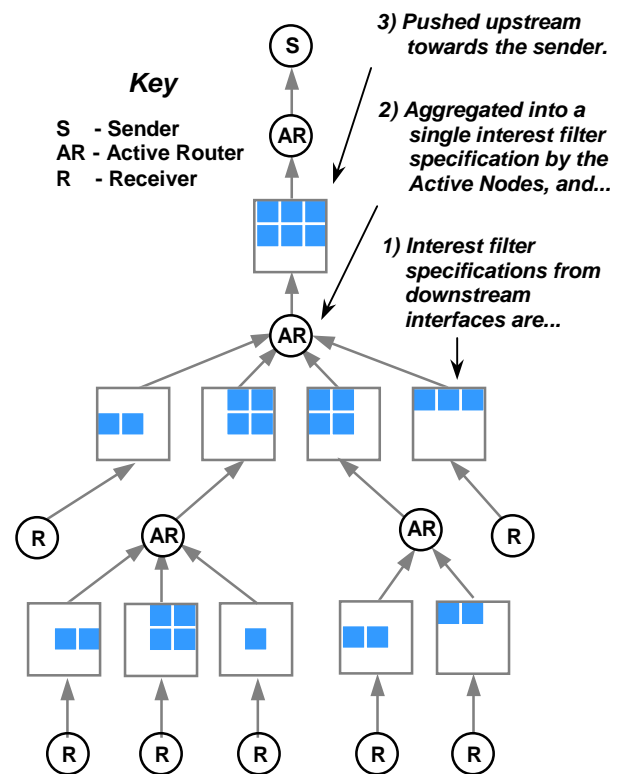 3) Pushed upstream
towards the sender.
S
Key
2) Aggregated into a
single interest filter
specification by the
Active Nodes, and...
S - Sender
AR - Active Router
R - Receiver
AR
1) Interest filter
specifications from
downstream
interfaces are...
AR
R
AR
AR
R
R
R
R
R
R